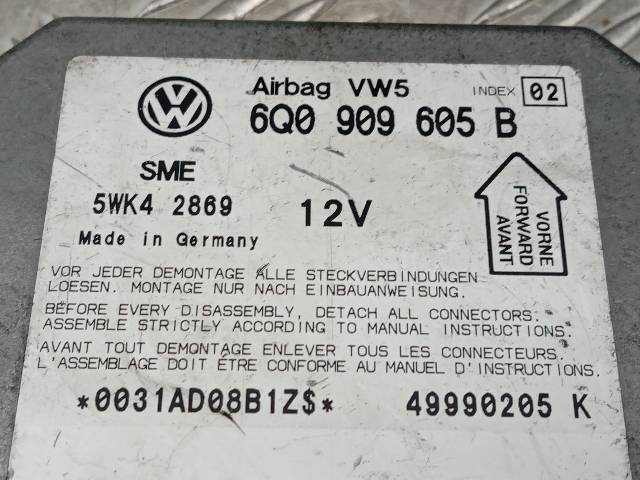 Airbag VW5 INDEX 02
6Q0 909 605 B
SME
5WK4 2869 12V
Made in Germany
VORNE
FORWARD
AVANT
VOR JEDER DEMONTAGE ALLE STECKVERBINDUNGEN
LOESEN. MONTAGE NUR NACH EINBAUANWEISUNG.
BEFORE EVERY DISASSEMBLY, DETACH ALL CONNECTORS.
ASSEMBLE STRICTLY ACCORDING TO MANUAL INSTRUCTIONS.
AVANT TOUT DEMONTAGE ENLEVER TOUS LES CONNECTEURS.
L'ASSEMBLAGE DOIT ÉTRE CONFORME AU MANUEL D'INSTRUCTIONS.
*0031AD08B1Z$* 49990205 K